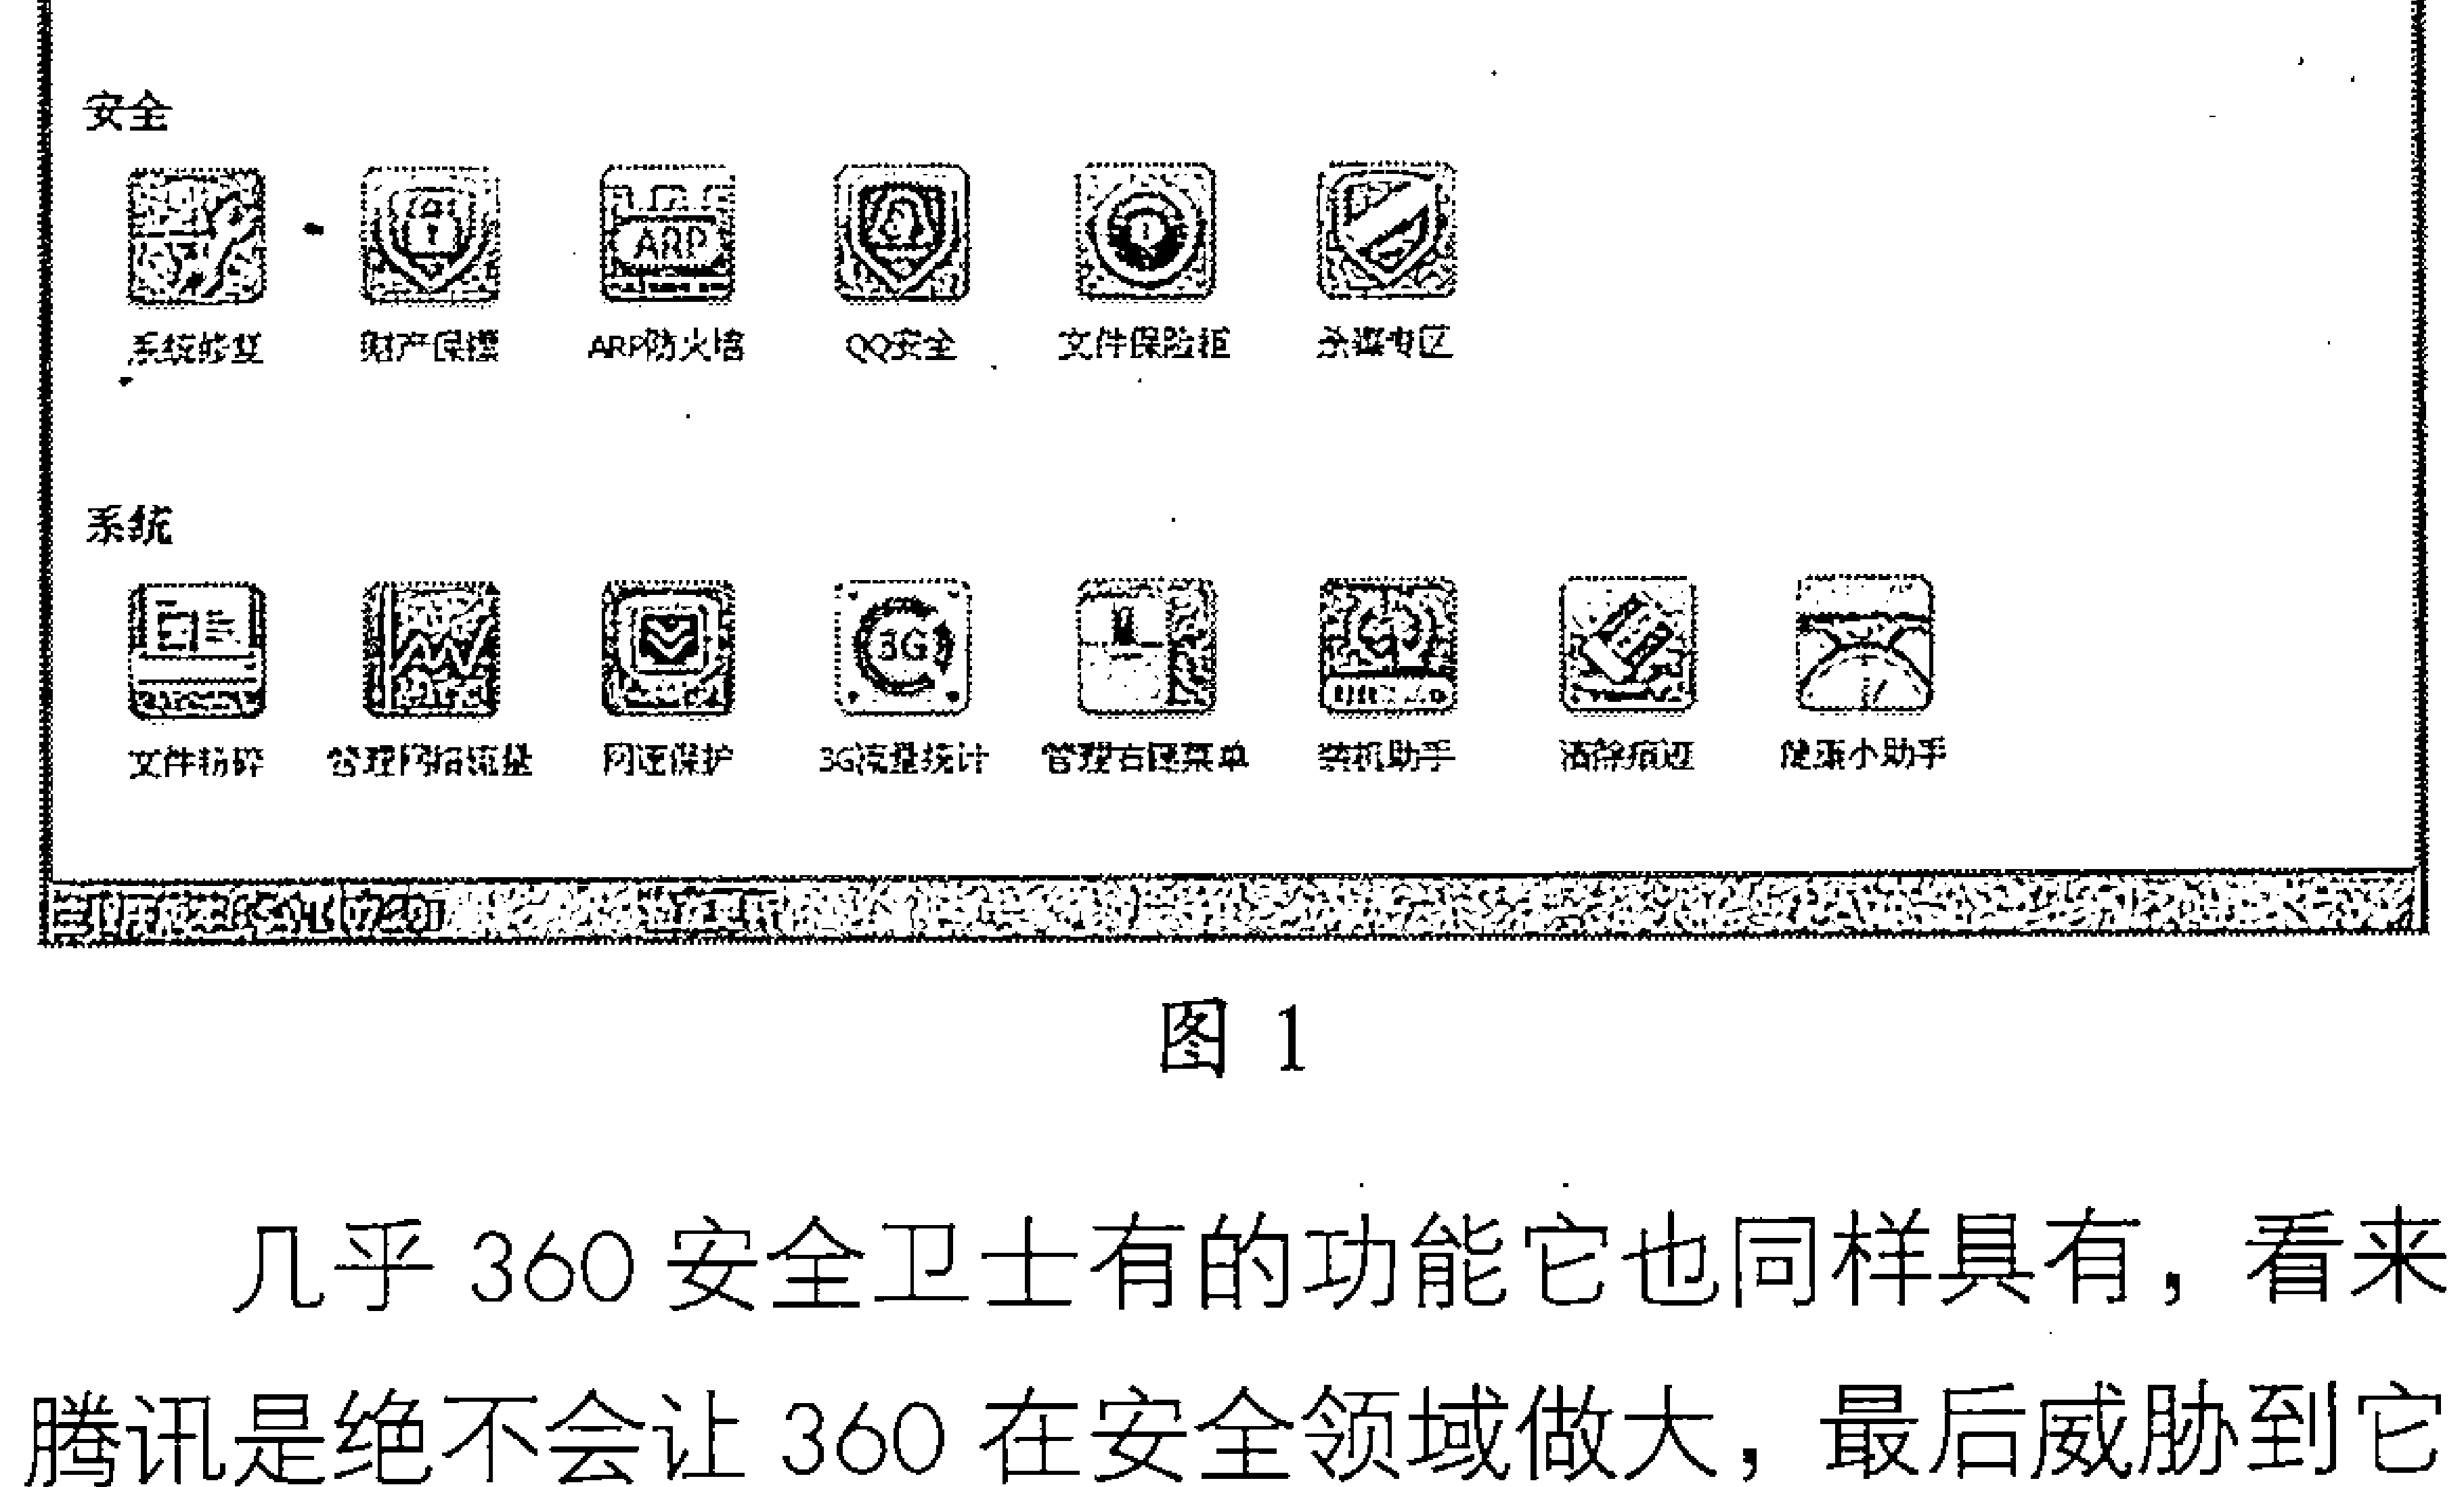 安全
系统修复 财产保护 ARP防火墙 QQ安全 文件保险柜 杀毒专区
系统
文件粉碎 管理网络流量 网速保护 3G流量统计 管理右键菜单 装机助手 清除痕迹 健康小助手
图 1
几乎 360 安全卫士有的功能它也同样具有，看来
腾讯是绝不会让 360 在安全领域做大，最后威胁到它